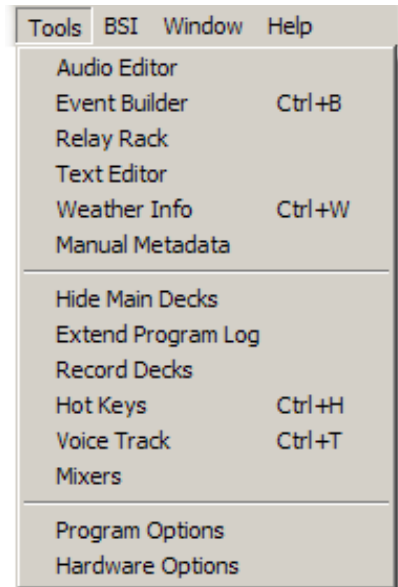 Tools BSI Window Help
Audio Editor
Event Builder Ctrl+B
Relay Rack
Text Editor
Weather Info Ctrl+W
Manual Metadata
Hide Main Decks
Extend Program Log
Record Decks
Hot Keys Ctrl+H
Voice Track Ctrl+T
Mixers
Program Options
Hardware Options